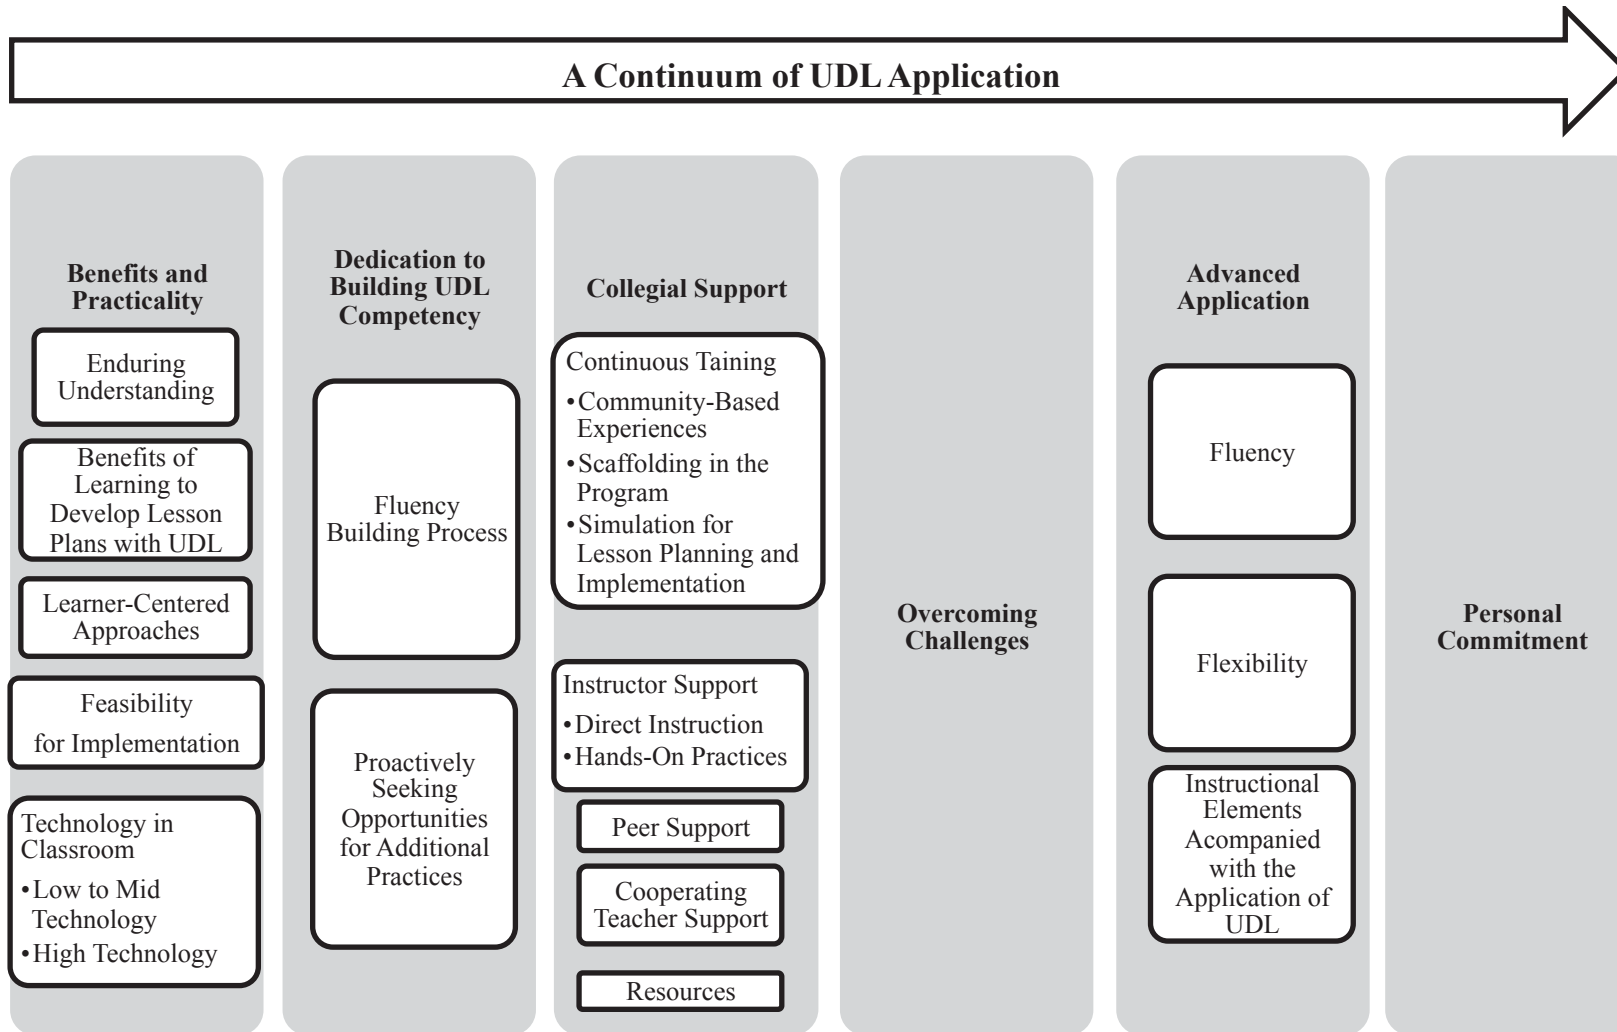 A Continuum of UDL Application
Benefits and
Practicality
Enduring
Understanding
Benefits of
Learning to
Develop Lesson
Plans with UDL
Learner-Centered
Approaches
Feasibility
for Implementation
Technology in
Classroom
•Low to Mid
Technology
•High Technology
Dedication to
Building UDL
Competency
Fluency
Building Process
Proactively
Seeking
Opportunities
for Additional
Practices
Collegial Support
Continuous Taining
•Community-Based
Experiences
•Scaffolding in the
Program
•Simulation for
Lesson Planning and
Implementation
Instructor Support
•Direct Instruction
•Hands-On Practices
Peer Support
Cooperating
Teacher Support
Resources
Overcoming
Challenges
Advanced
Application
Fluency
Flexibility
Instructional
Elements
Acompanied
with the
Application of
UDL
Personal
Commitment